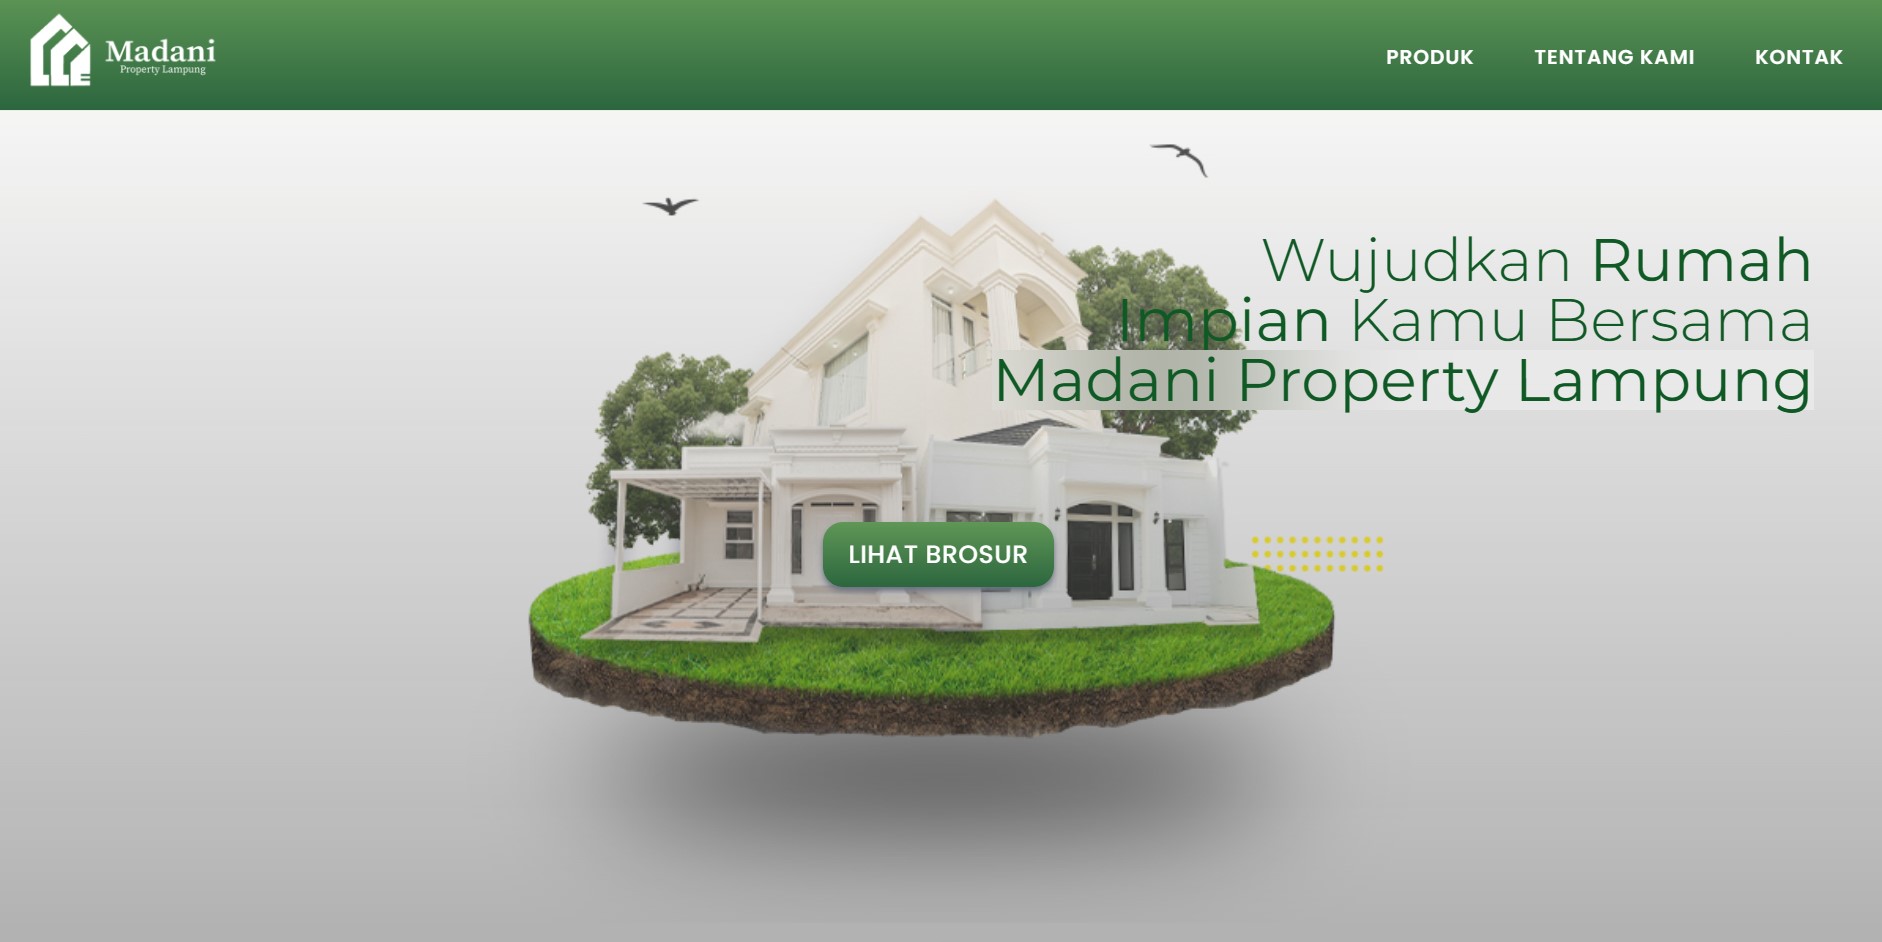 Madani
Property Lampung
PRODUK
TENTANG KAMI
KONTAK
Wujudkan Rumah
Impian Kamu Bersama
Madani Property Lampung
LIHAT BROSUR